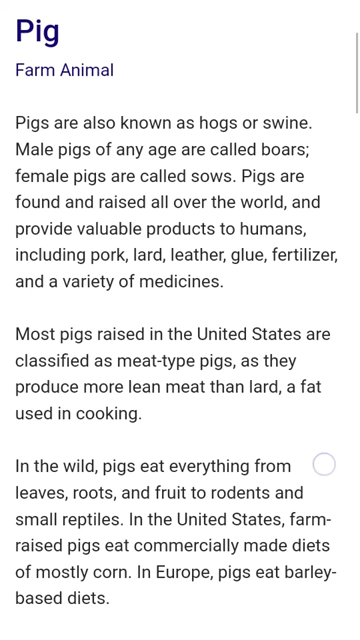 Pig
Farm Animal
Pigs are also known as hogs or swine.
Male pigs of any age are called boars;
female pigs are called sows. Pigs are
found and raised all over the world, and
provide valuable products to humans,
including pork, lard, leather, glue, fertilizer,
and a variety of medicines.
Most pigs raised in the United States are
classified as meat-type pigs, as they
produce more lean meat than lard, a fat
used in cooking.
In the wild, pigs eat everything from
leaves, roots, and fruit to rodents and
small reptiles. In the United States, farm-
raised pigs eat commercially made diets
of mostly corn. In Europe, pigs eat barley-
based diets.